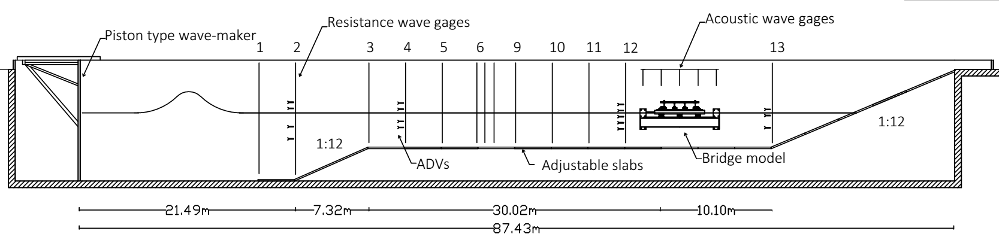 Acoustic wave gages
Resistance wave gages
Piston type wave-maker
1 2 3 4 5 6 9 10 11 12 13
1:12
1:12
ADVs
Adjustable slabs
Bridge model
21.49m 7.32m 30.02m 10.10m
87.43m